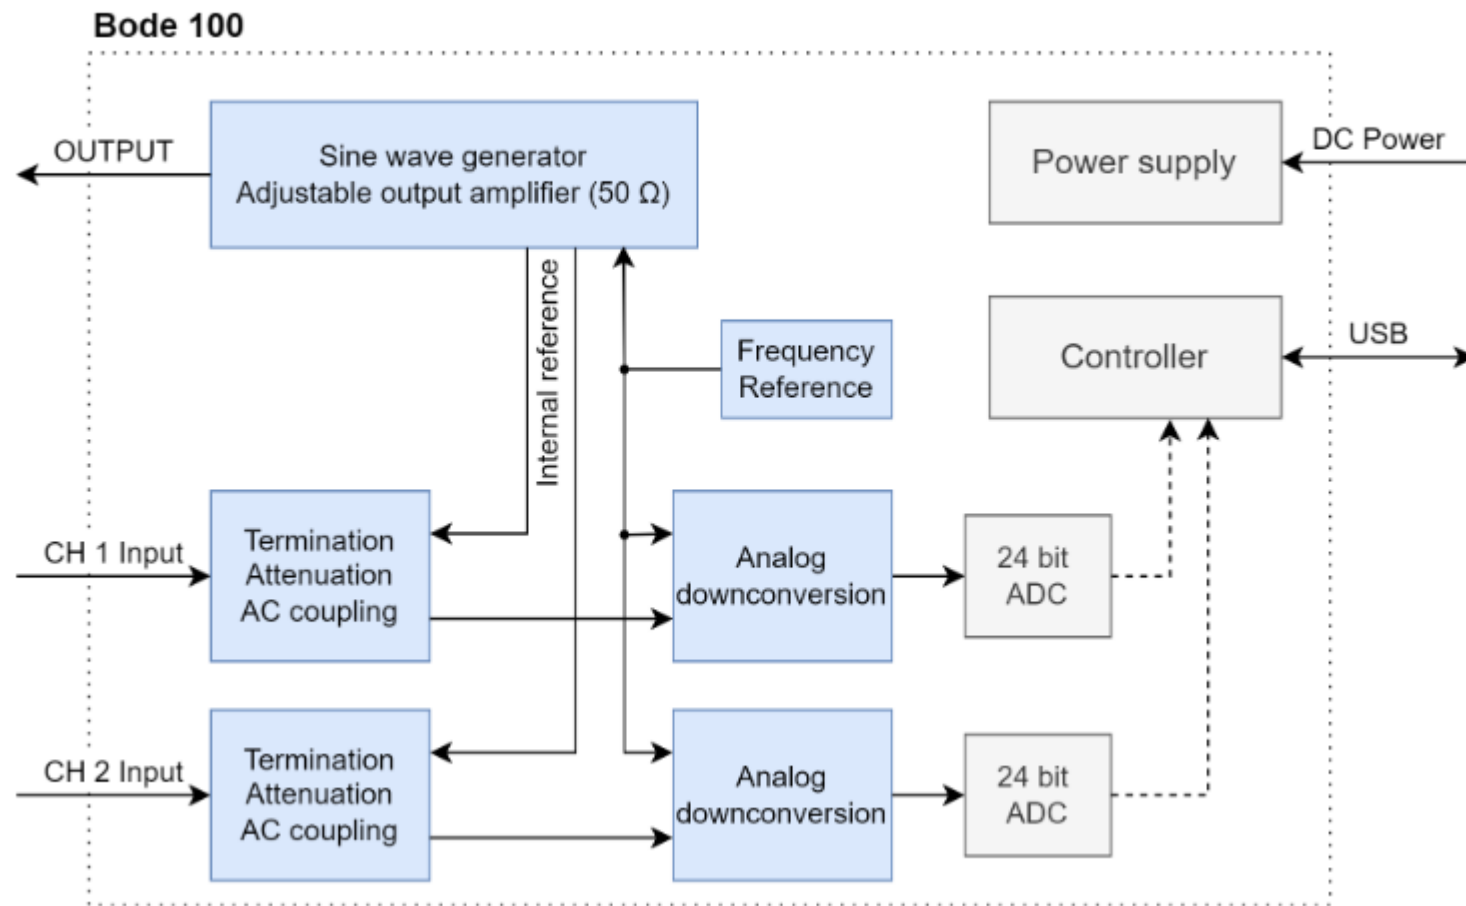 Bode 100
OUTPUT
Sine wave generator
Adjustable output amplifier (50 Ω)
Power supply
DC Power
Internal reference
Frequency
Reference
Controller
USB
CH 1 Input
Termination
Attenuation
AC coupling
Analog
downconversion
24 bit
ADC
CH 2 Input
Termination
Attenuation
AC coupling
Analog
downconversion
24 bit
ADC